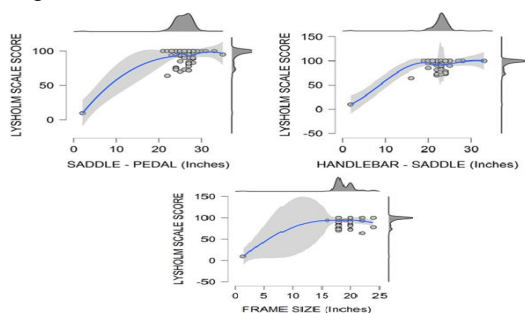 LYSHOLM SCALE SCORE
100
50
0
0 10 20 30
SADDLE - PEDAL (Inches)
LYSHOLM SCALE SCORE
150
100
50
0
-50
0 10 20 30
HANDLEBAR - SADDLE (Inches)
LYSHOLM SCALE SCORE
150
100
50
0
0 5 10 15 20 25
FRAME SIZE (Inches)